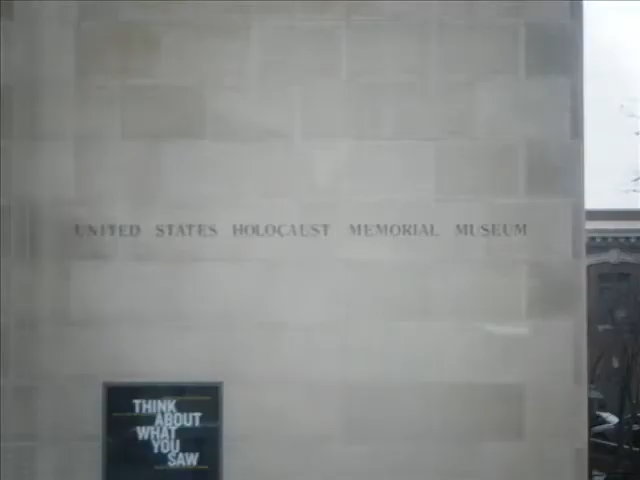 UNITED STATES HOLOCAUST MEMORIAL MUSEUM
THINK
ABOUT
WHAT
YOU
SAW